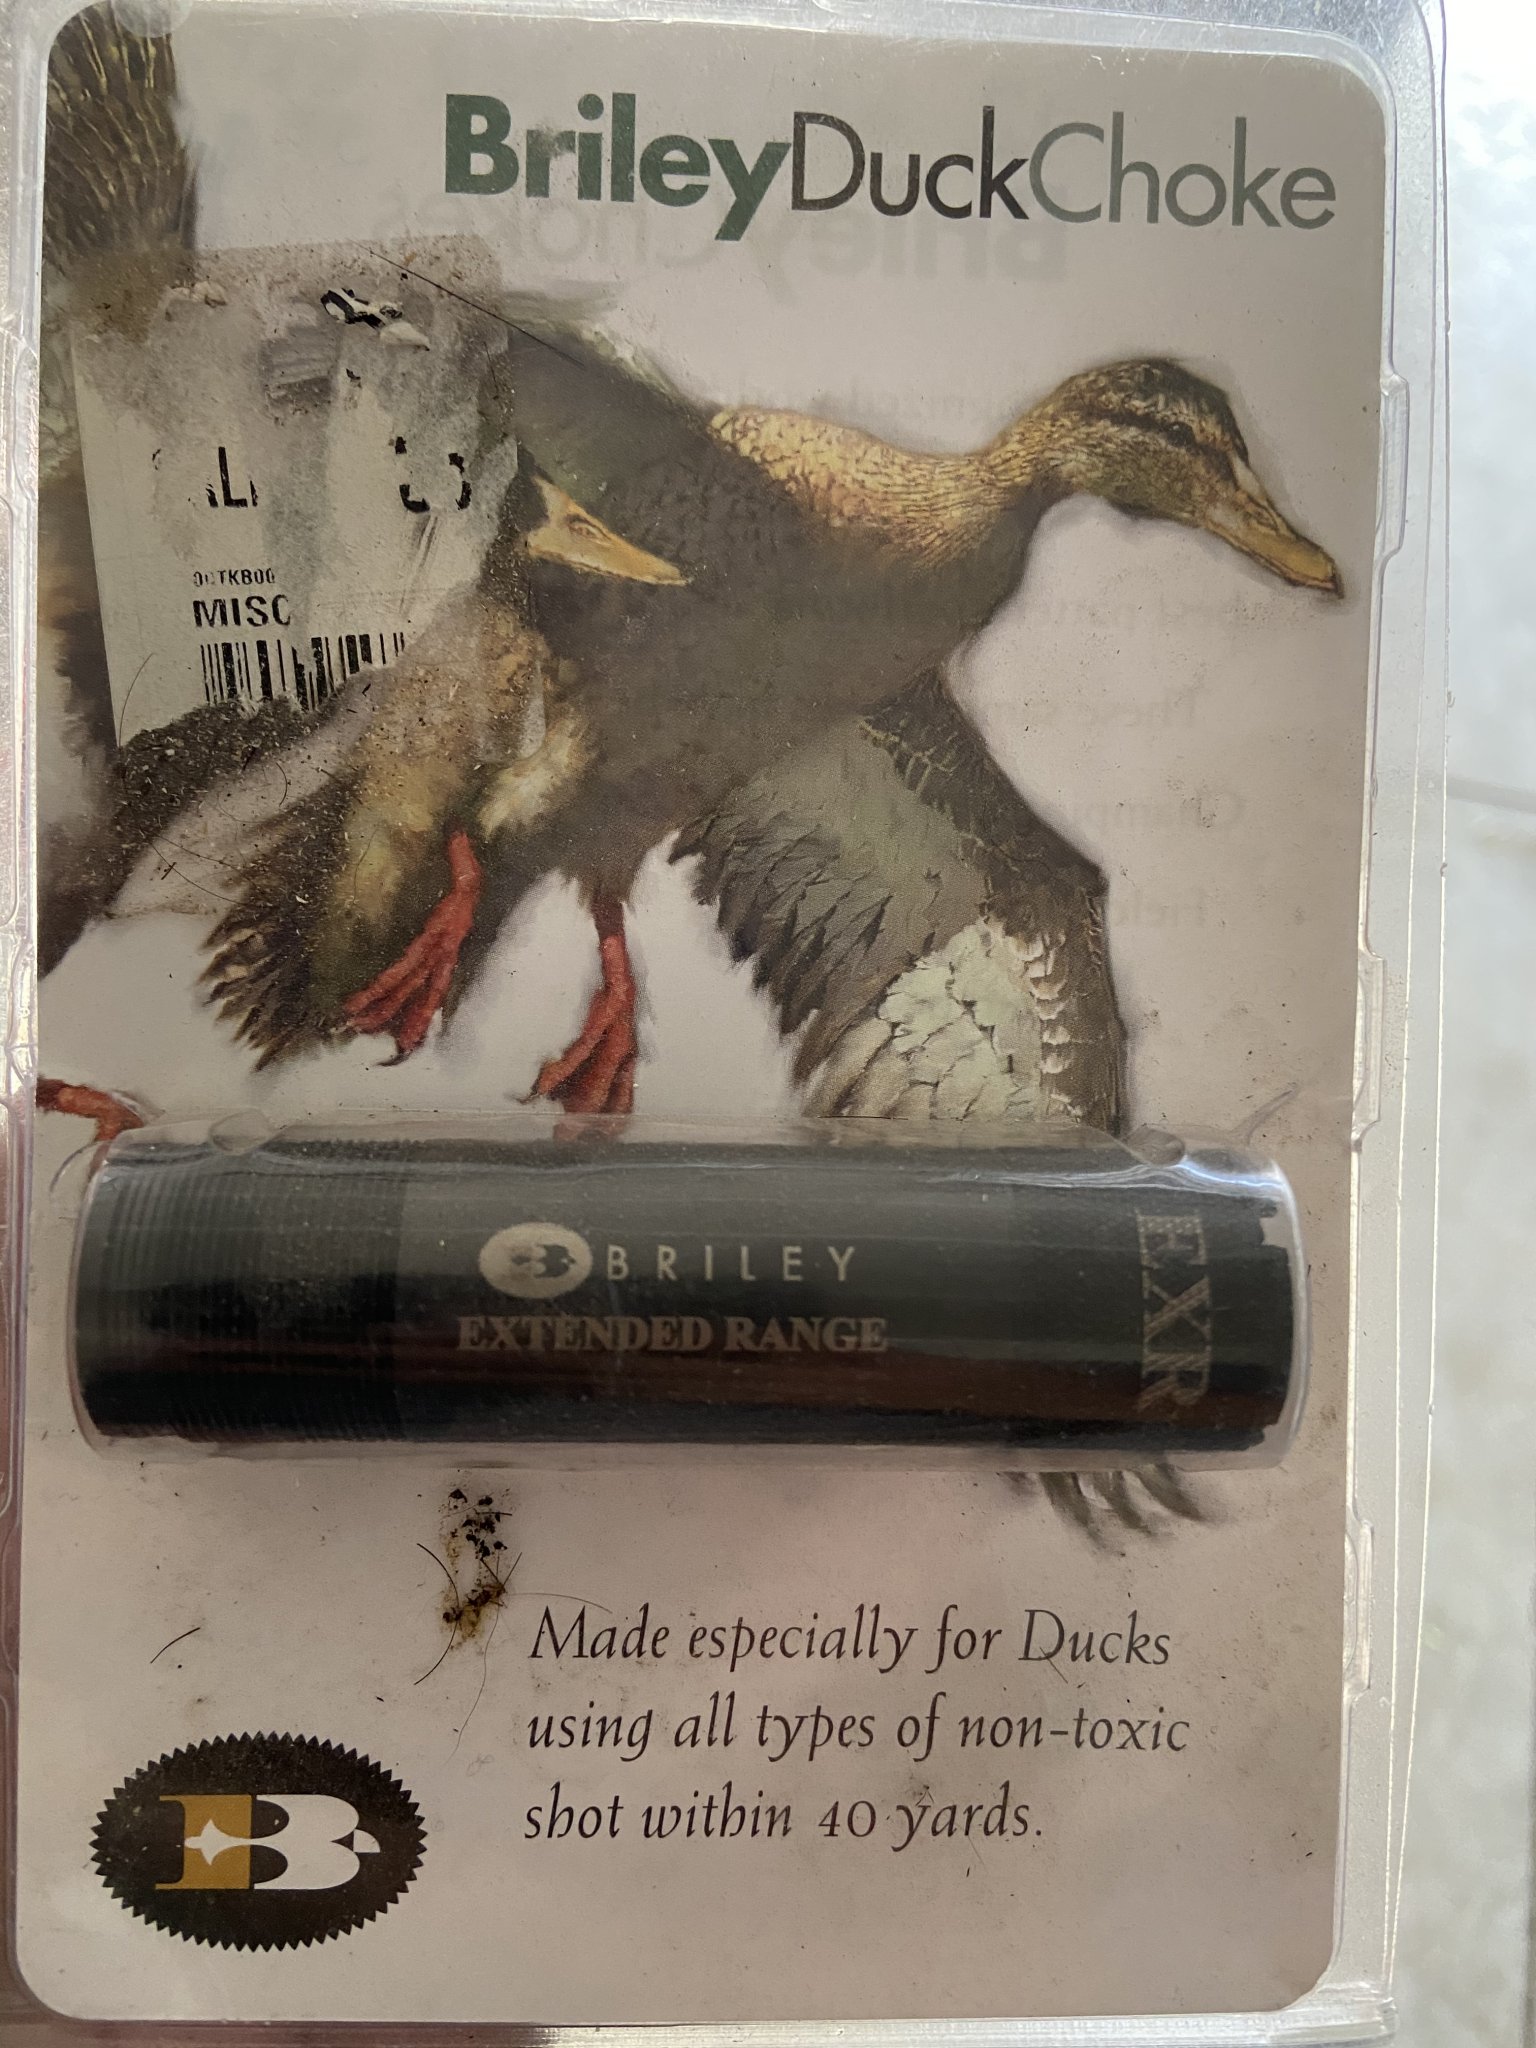 BrileyDuckChoke
MISC
BRILEY
EXTENDED RANGE
EXR
Made especially for Ducks
using all types of non-toxic
shot within 40 yards.
B